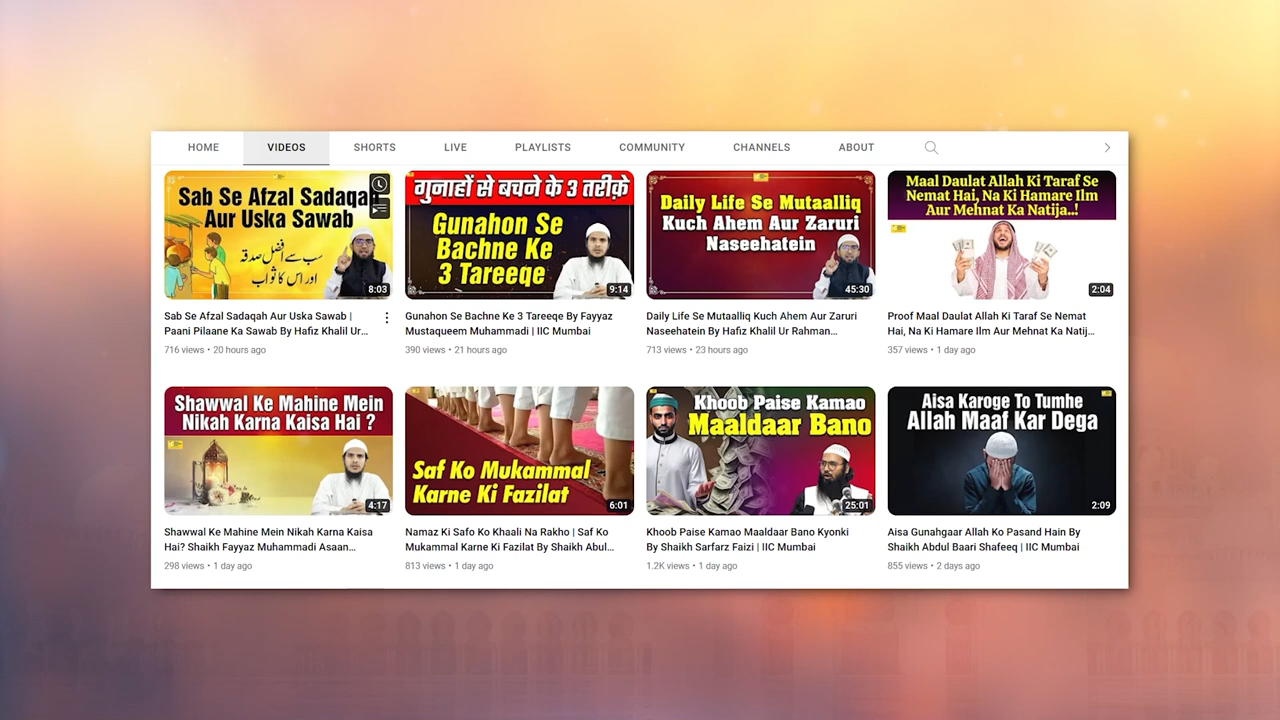 HOME VIDEOS SHORTS LIVE PLAYLISTS COMMUNITY CHANNELS ABOUT
Sab Se Afzal Sadaqah
Aur Uska Sawab
سب سے افضل صدقہ
اور اس کا ثواب
8:03
Sab Se Afzal Sadaqah Aur Uska Sawab |
Paani Pilaane Ka Sawab By Hafiz Khalil Ur...
716 views • 20 hours ago
गुनाहों से बचने के 3 तरीक़े
Gunahon Se
Bachne Ke
3 Tareeqe
9:14
Gunahon Se Bachne Ke 3 Tareeqe By Fayyaz
Mustaqueem Muhammadi | IIC Mumbai
390 views • 21 hours ago
Daily Life Se Mutaalliq
Kuch Ahem Aur Zaruri
Naseehatein
45:30
Daily Life Se Mutaalliq Kuch Ahem Aur Zaruri
Naseehatein By Hafiz Khalil Ur Rahman...
713 views • 23 hours ago
Maal Daulat Allah Ki Taraf Se
Nemat Hai, Na Ki Hamare Ilm
Aur Mehnat Ka Natija..!
2:04
Proof Maal Daulat Allah Ki Taraf Se Nemat
Hai, Na Ki Hamare Ilm Aur Mehnat Ka Natij...
357 views • 1 day ago
Shawwal Ke Mahine Mein
Nikah Karna Kaisa Hai ?
4:17
Shawwal Ke Mahine Mein Nikah Karna Kaisa
Hai? Shaikh Fayyaz Muhammadi Asaan...
298 views • 1 day ago
Saf Ko Mukammal
Karne Ki Fazilat
6:01
Namaz Ki Safo Ko Khaali Na Rakho | Saf Ko
Mukammal Karne Ki Fazilat By Shaikh Abul...
813 views • 1 day ago
Khoob Paise Kamao
Maaldaar Bano
25:01
Khoob Paise Kamao Maaldaar Bano Kyonki
By Shaikh Sarfarz Faizi | IIC Mumbai
1.2K views • 1 day ago
Aisa Karoge To Tumhe
Allah Maaf Kar Dega
2:09
Aisa Gunahgaar Allah Ko Pasand Hain By
Shaikh Abdul Baari Shafeeq | IIC Mumbai
855 views • 2 days ago